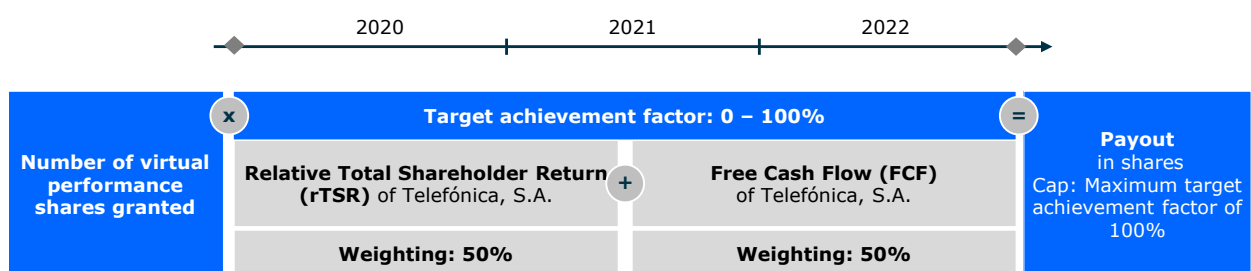 2020
2021
2022
Number of virtual
performance
shares granted
x
Target achievement factor: 0 – 100%
Relative Total Shareholder Return
(rTSR) of Telefónica, S.A.
Weighting: 50%
+
Free Cash Flow (FCF)
of Telefónica, S.A.
Weighting: 50%
=
Payout
in shares
Cap: Maximum target
achievement factor of
100%